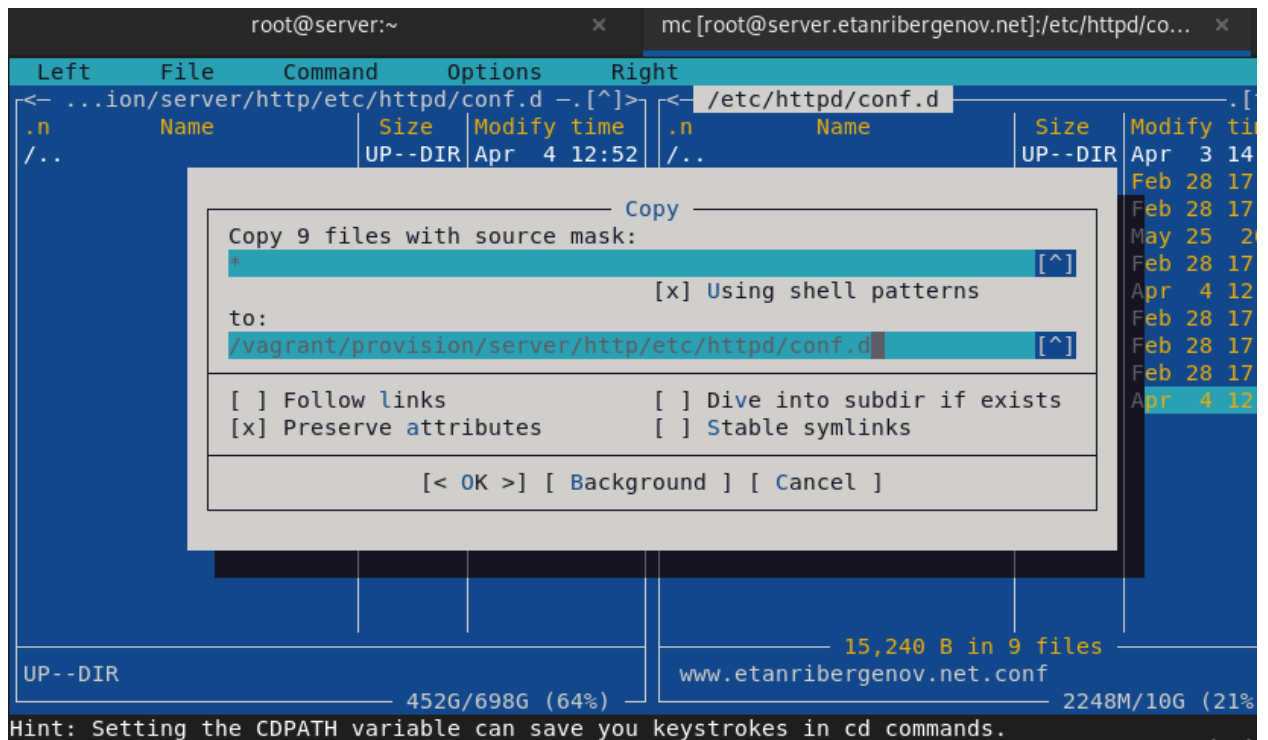 root@server:~ × mc [root@server.etanribergenov.net]:/etc/httpd/co... ×
Left File Command Options Right
<— ...ion/server/http/etc/httpd/conf.d —.[^]> <— /etc/httpd/conf.d .[^
.n Name Size Modify time .n Name Size Modify ti
/.. UP--DIR Apr 4 12:52 /.. UP--DIR Apr 3 14
Feb 28 17
Copy Feb 28 17
Copy 9 files with source mask: May 25 2
* [^] Feb 28 17
[x] Using shell patterns Apr 4 12
to: Feb 28 17
/vagrant/provision/server/http/etc/httpd/conf.d [^] Feb 28 17
Feb 28 17
[ ] Follow links [ ] Dive into subdir if exists Apr 4 12
[x] Preserve attributes [ ] Stable symlinks
[< OK >] [ Background ] [ Cancel ]
15,240 B in 9 files
UP--DIR www.etanribergenov.net.conf
452G/698G (64%) 2248M/10G (21%
Hint: Setting the CDPATH variable can save you keystrokes in cd commands.